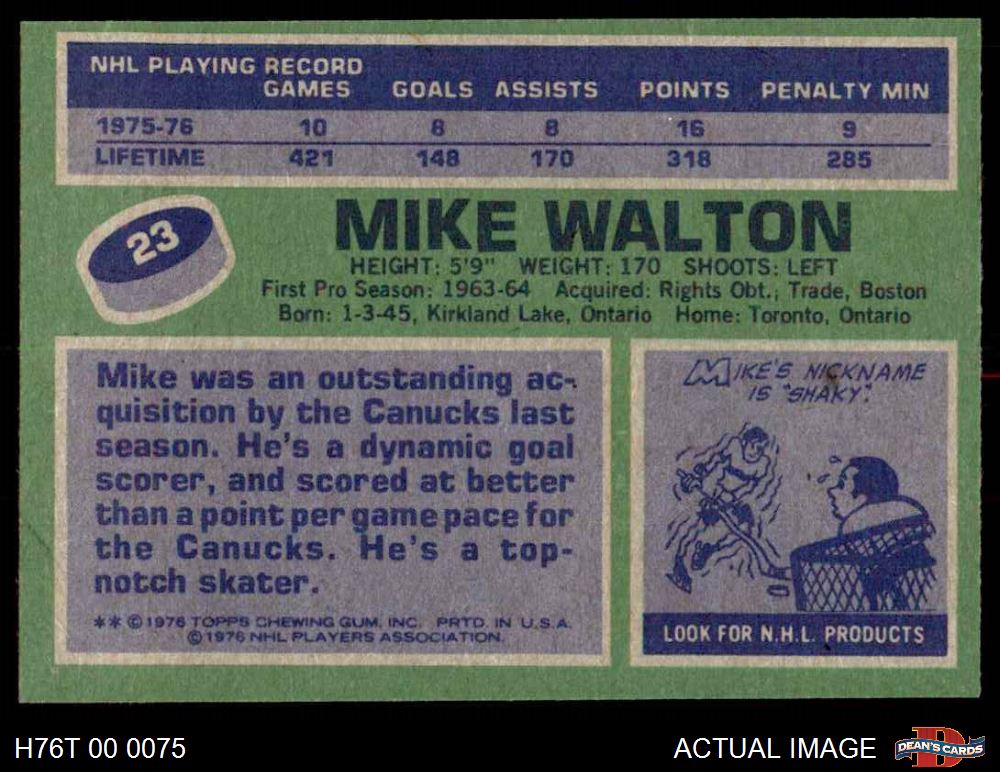 NHL PLAYING RECORD
GAMES GOALS ASSISTS POINTS PENALTY MIN
1975-76 10 8 8 16 9
LIFETIME 421 148 170 318 285
23
MIKE WALTON
HEIGHT: 5'9" WEIGHT: 170 SHOOTS: LEFT
First Pro Season: 1963-64 Acquired: Rights Obt., Trade, Boston
Born: 1-3-45, Kirkland Lake, Ontario Home: Toronto, Ontario
Mike was an outstanding ac-
quisition by the Canucks last
season. He's a dynamic goal
scorer, and scored at better
than a point per game pace for
the Canucks. He's a top-
notch skater.
** © 1976 TOPPS CHEWING GUM, INC. PRTD. IN U.S.A.
© 1976 NHL PLAYERS ASSOCIATION.
MIKE'S NICKNAME
IS "SHAKY".
LOOK FOR N.H.L. PRODUCTS
H76T 00 0075
ACTUAL IMAGE
DEAN'S CARDS